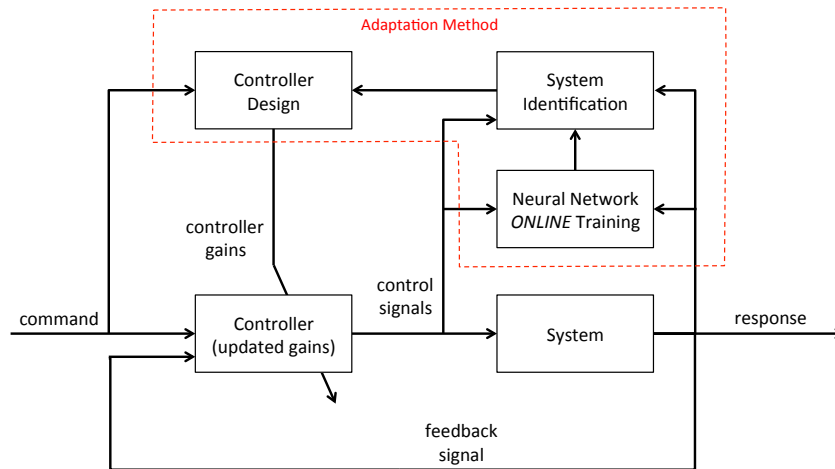 Adaptation Method
Controller
Design
System
Identification
Neural Network
ONLINE Training
controller
gains
control
signals
command
Controller
(updated gains)
System
response
feedback
signal